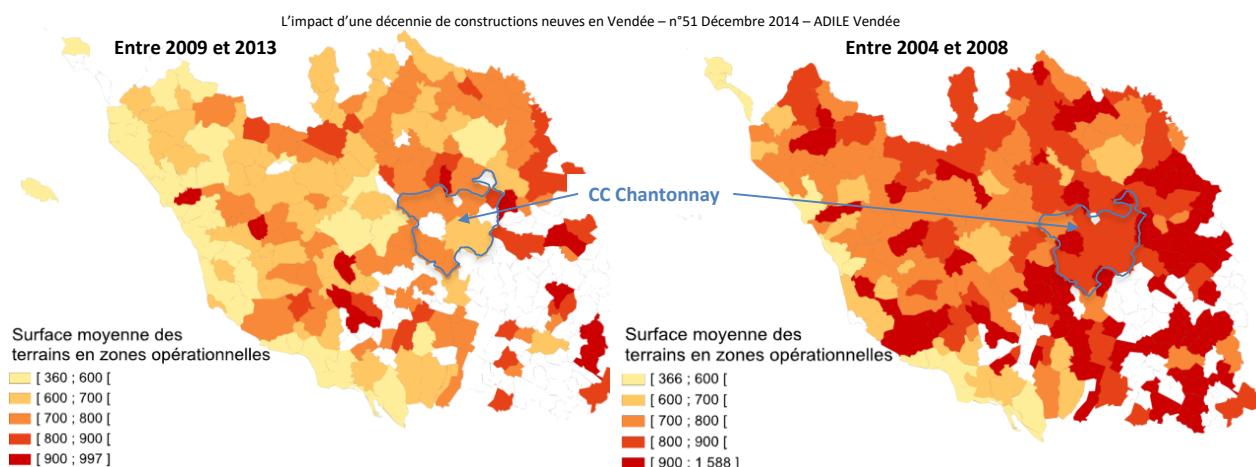 L'impact d'une décennie de constructions neuves en Vendée – n°51 Décembre 2014 – ADILE Vendée
Entre 2009 et 2013
Entre 2004 et 2008
CC Chantonnay
Surface moyenne des
terrains en zones opérationnelles
[ 360 ; 600 [
[ 600 ; 700 [
[ 700 ; 800 [
[ 800 ; 900 [
[ 900 ; 997 ]
Surface moyenne des
terrains en zones opérationnelles
[ 366 ; 600 [
[ 600 ; 700 [
[ 700 ; 800 [
[ 800 ; 900 [
[ 900 ; 1 588 ]